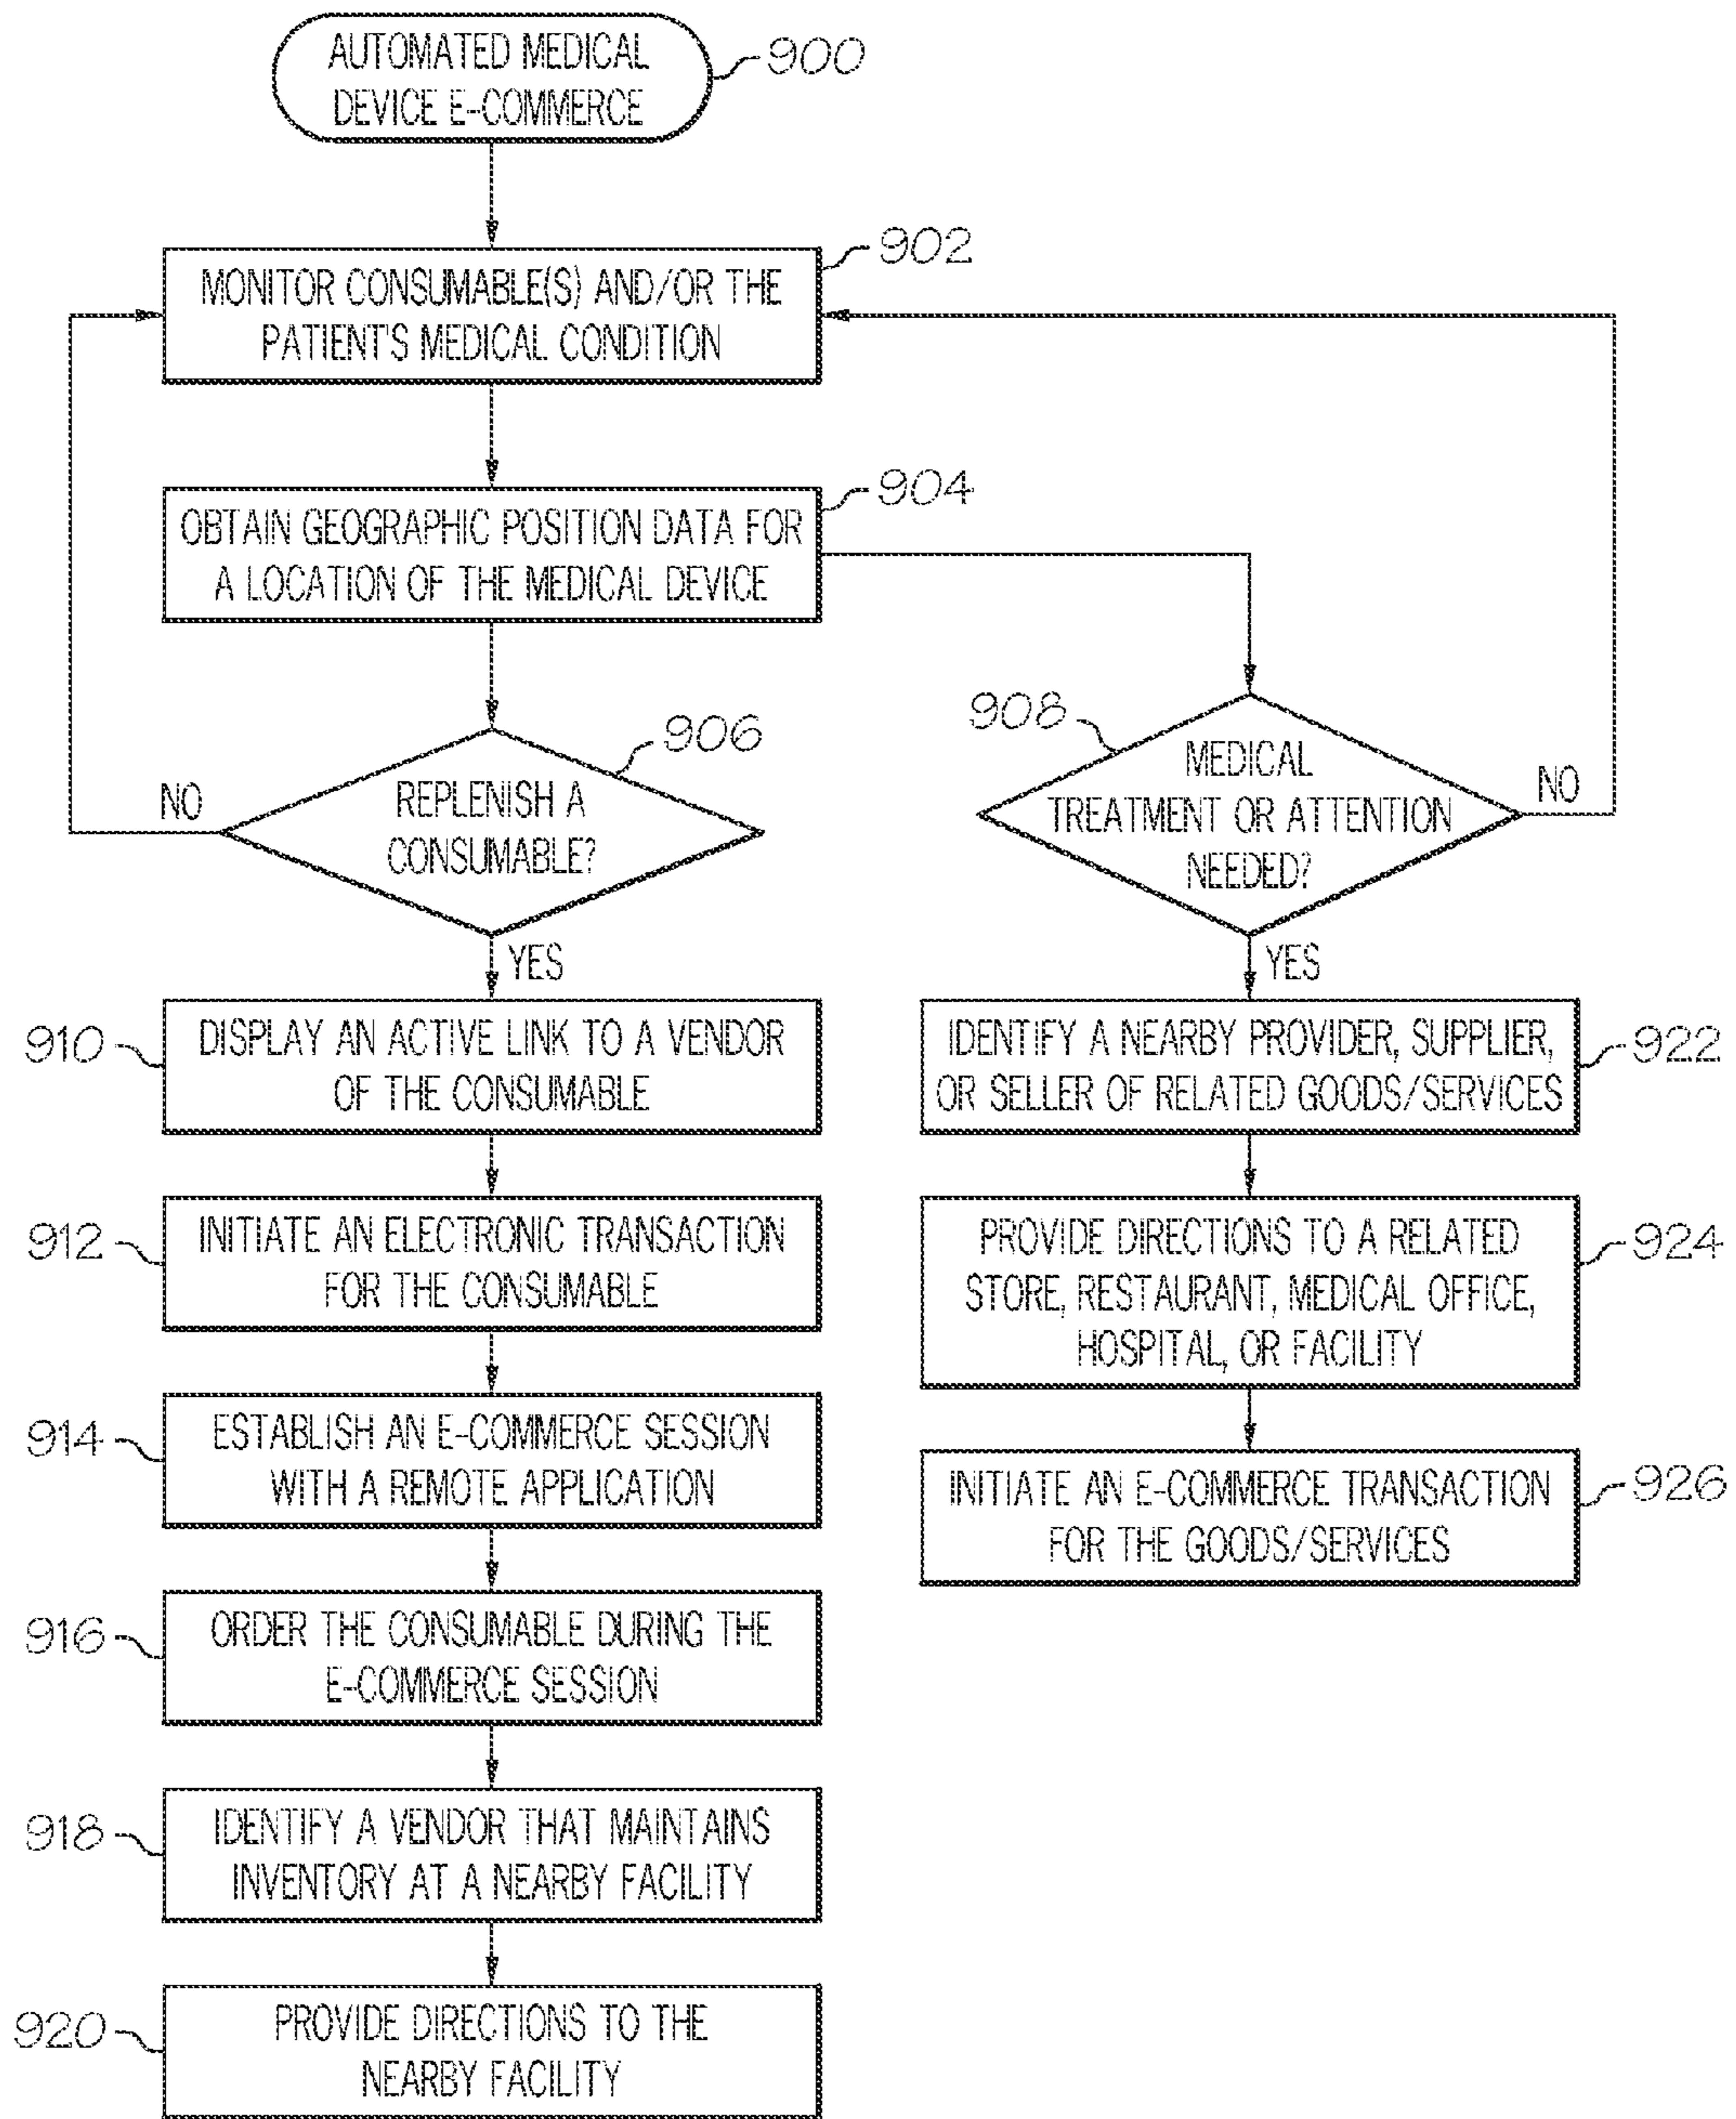 AUTOMATED MEDICAL
DEVICE E-COMMERCE
900
MONITOR CONSUMABLE(S) AND/OR THE
PATIENT'S MEDICAL CONDITION
902
OBTAIN GEOGRAPHIC POSITION DATA FOR
A LOCATION OF THE MEDICAL DEVICE
904
REPLENISH A
CONSUMABLE?
906
NO
YES
908
MEDICAL
TREATMENT OR ATTENTION
NEEDED?
NO
YES
910
DISPLAY AN ACTIVE LINK TO A VENDOR
OF THE CONSUMABLE
912
INITIATE AN ELECTRONIC TRANSACTION
FOR THE CONSUMABLE
914
ESTABLISH AN E-COMMERCE SESSION
WITH A REMOTE APPLICATION
916
ORDER THE CONSUMABLE DURING THE
E-COMMERCE SESSION
918
IDENTIFY A VENDOR THAT MAINTAINS
INVENTORY AT A NEARBY FACILITY
920
PROVIDE DIRECTIONS TO THE
NEARBY FACILITY
IDENTIFY A NEARBY PROVIDER, SUPPLIER,
OR SELLER OF RELATED GOODS/SERVICES
922
PROVIDE DIRECTIONS TO A RELATED
STORE, RESTAURANT, MEDICAL OFFICE,
HOSPITAL, OR FACILITY
924
INITIATE AN E-COMMERCE TRANSACTION
FOR THE GOODS/SERVICES
926